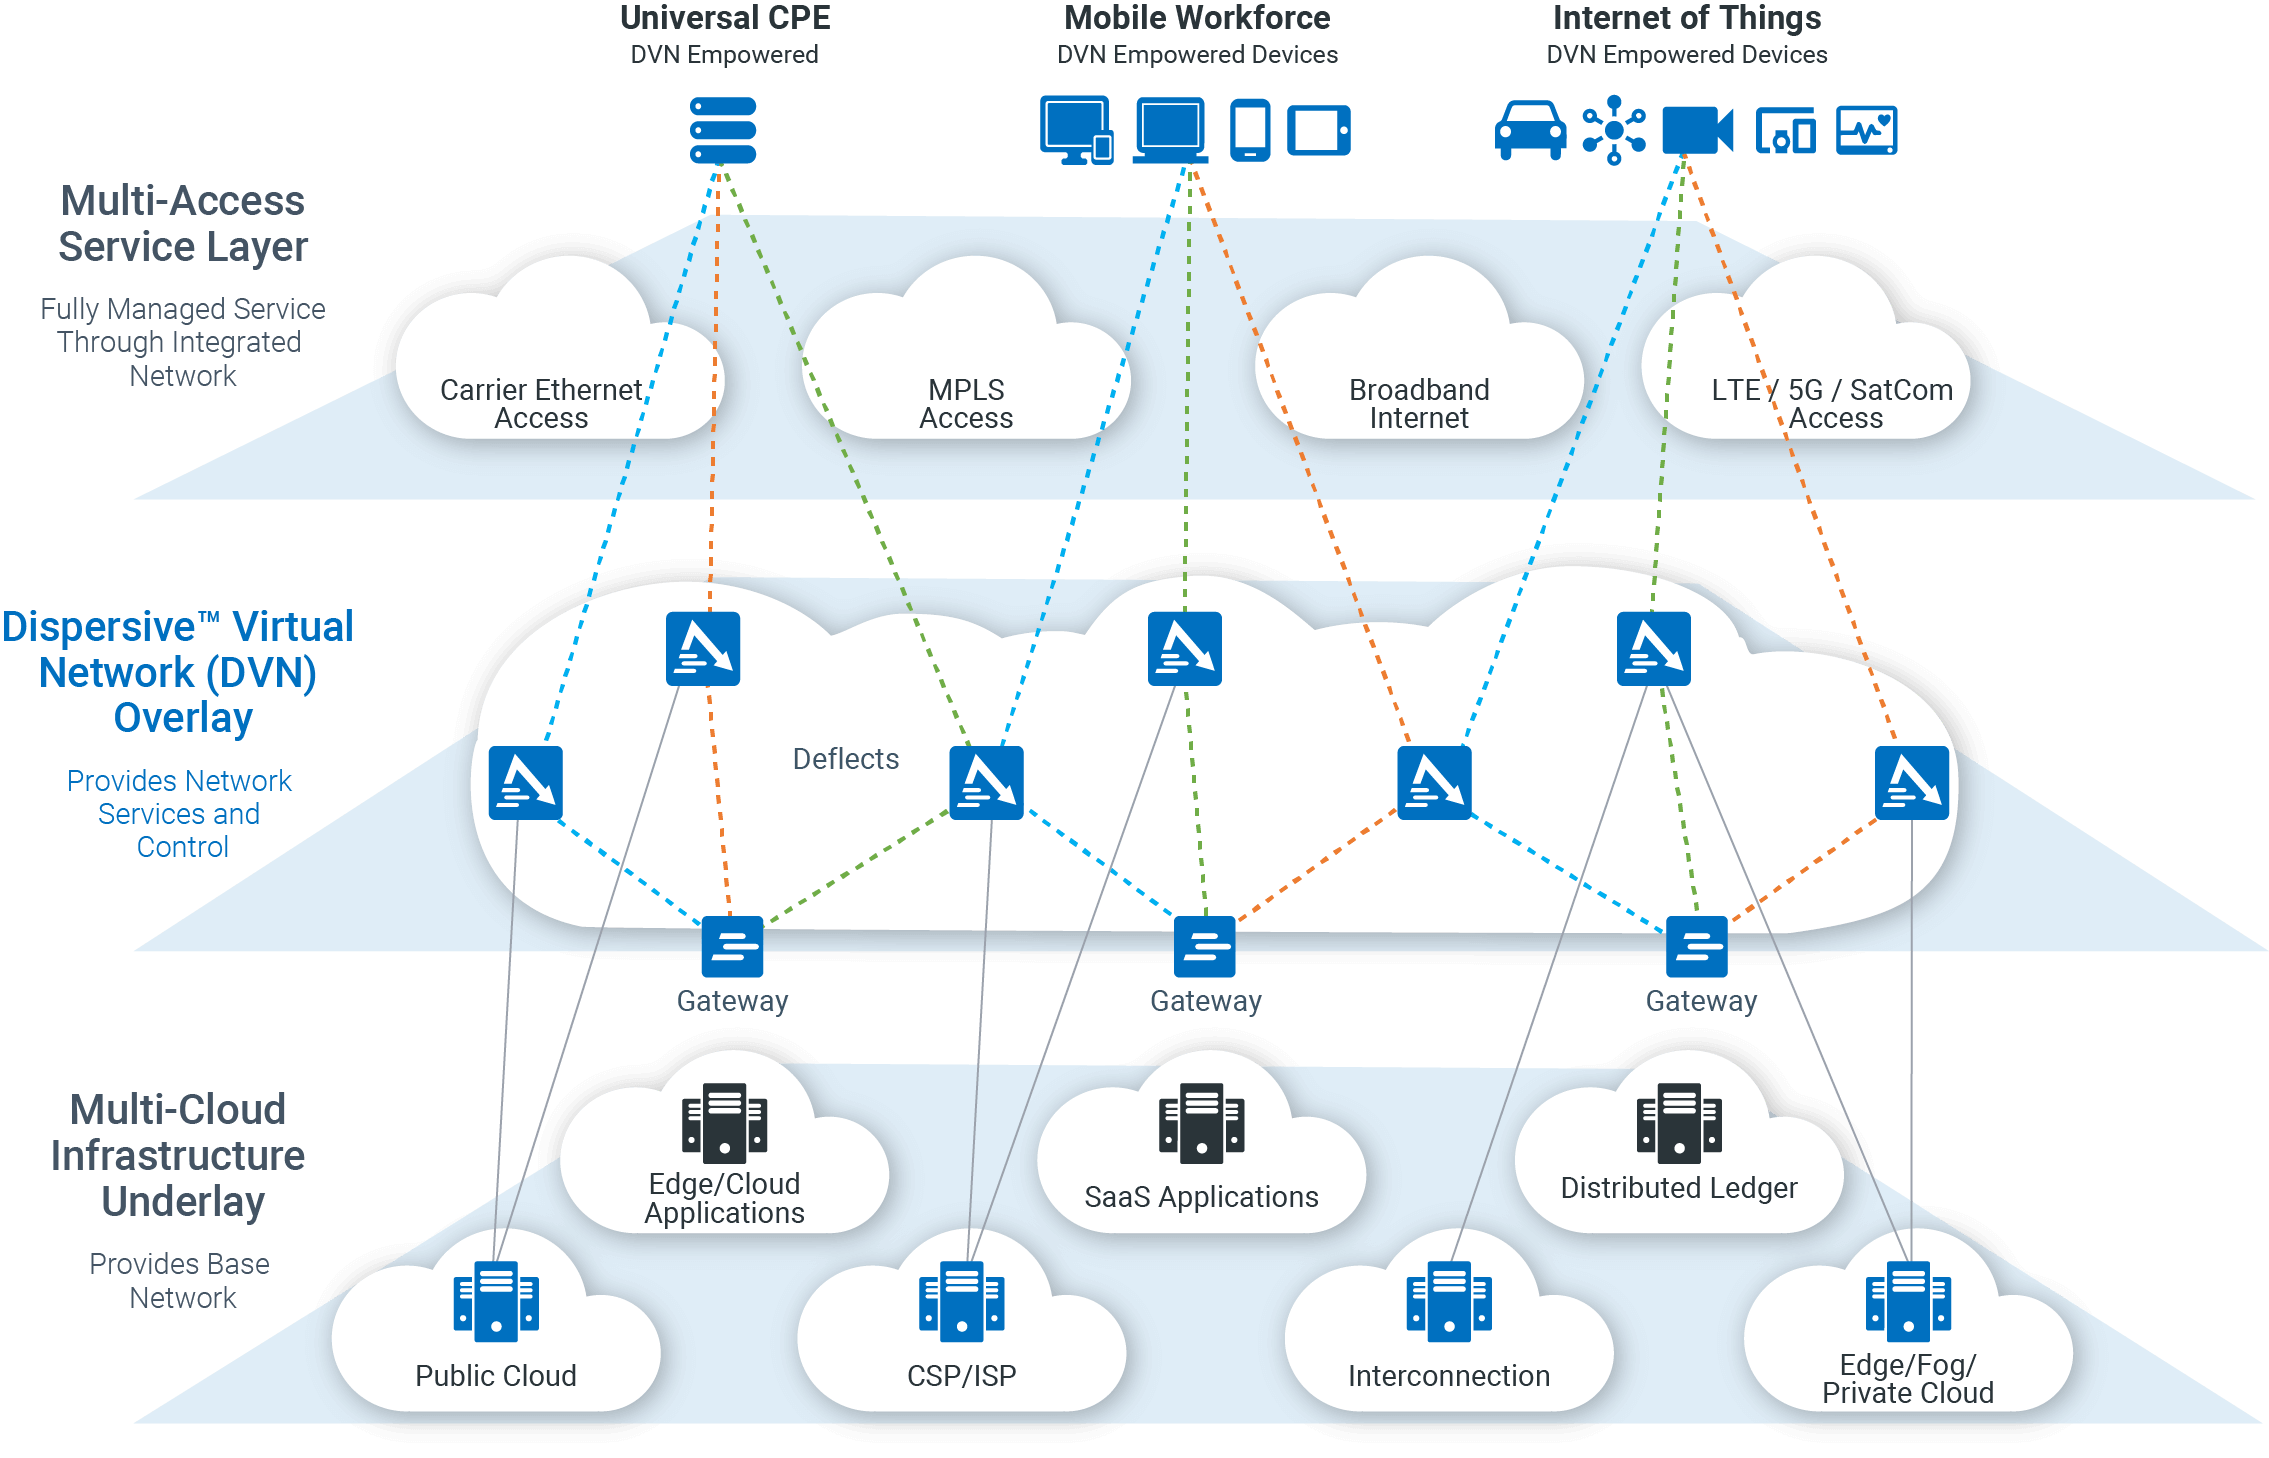 Universal CPE
DVN Empowered
Mobile Workforce
DVN Empowered Devices
Internet of Things
DVN Empowered Devices
Multi-Access
Service Layer
Fully Managed Service
Through Integrated
Network
Carrier Ethernet
Access
MPLS
Access
Broadband
Internet
LTE / 5G / SatCom
Access
Dispersive™ Virtual
Network (DVN)
Overlay
Provides Network
Services and
Control
Deflects
Gateway
Gateway
Gateway
Multi-Cloud
Infrastructure
Underlay
Provides Base
Network
Edge/Cloud
Applications
SaaS Applications
Distributed Ledger
Public Cloud
CSP/ISP
Interconnection
Edge/Fog/
Private Cloud